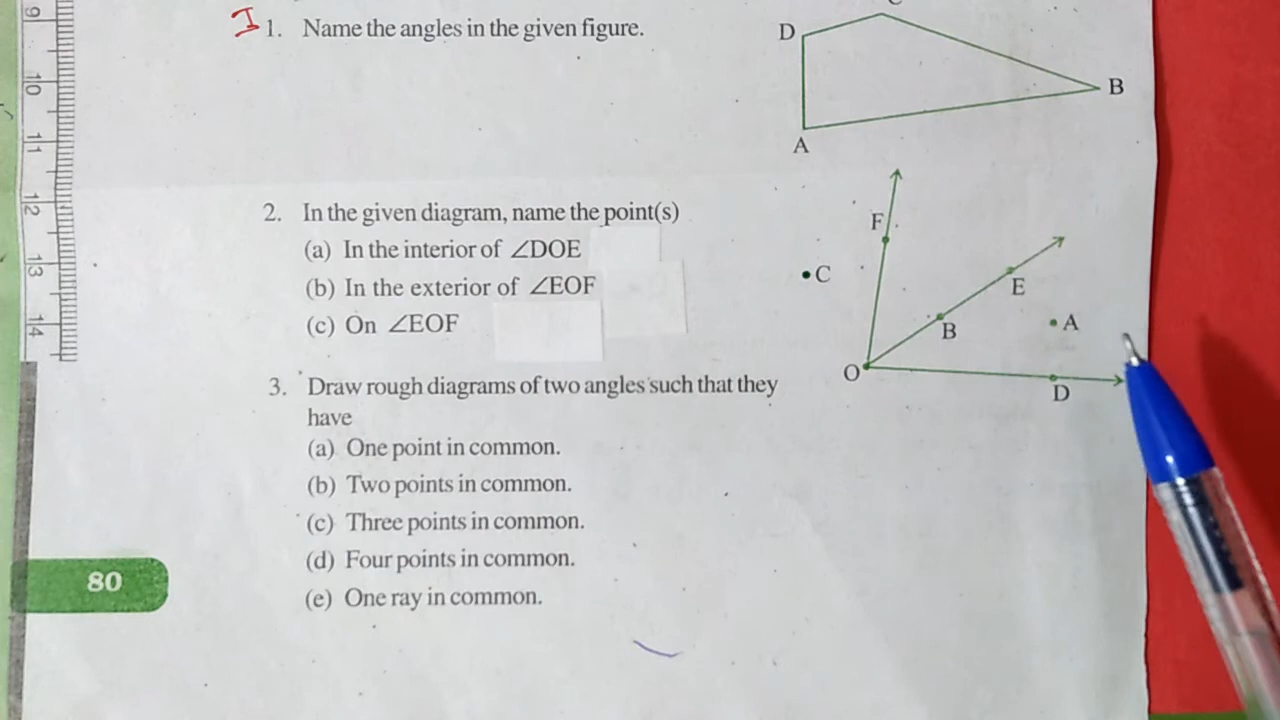 9
10
11
12
13
14
I 1. Name the angles in the given figure.
D
B
A
2. In the given diagram, name the point(s)
(a) In the interior of ∠DOE
(b) In the exterior of ∠EOF
(c) On ∠EOF
F
C
E
B
A
O
D
3. Draw rough diagrams of two angles such that they
have
(a) One point in common.
(b) Two points in common.
(c) Three points in common.
(d) Four points in common.
(e) One ray in common.
80